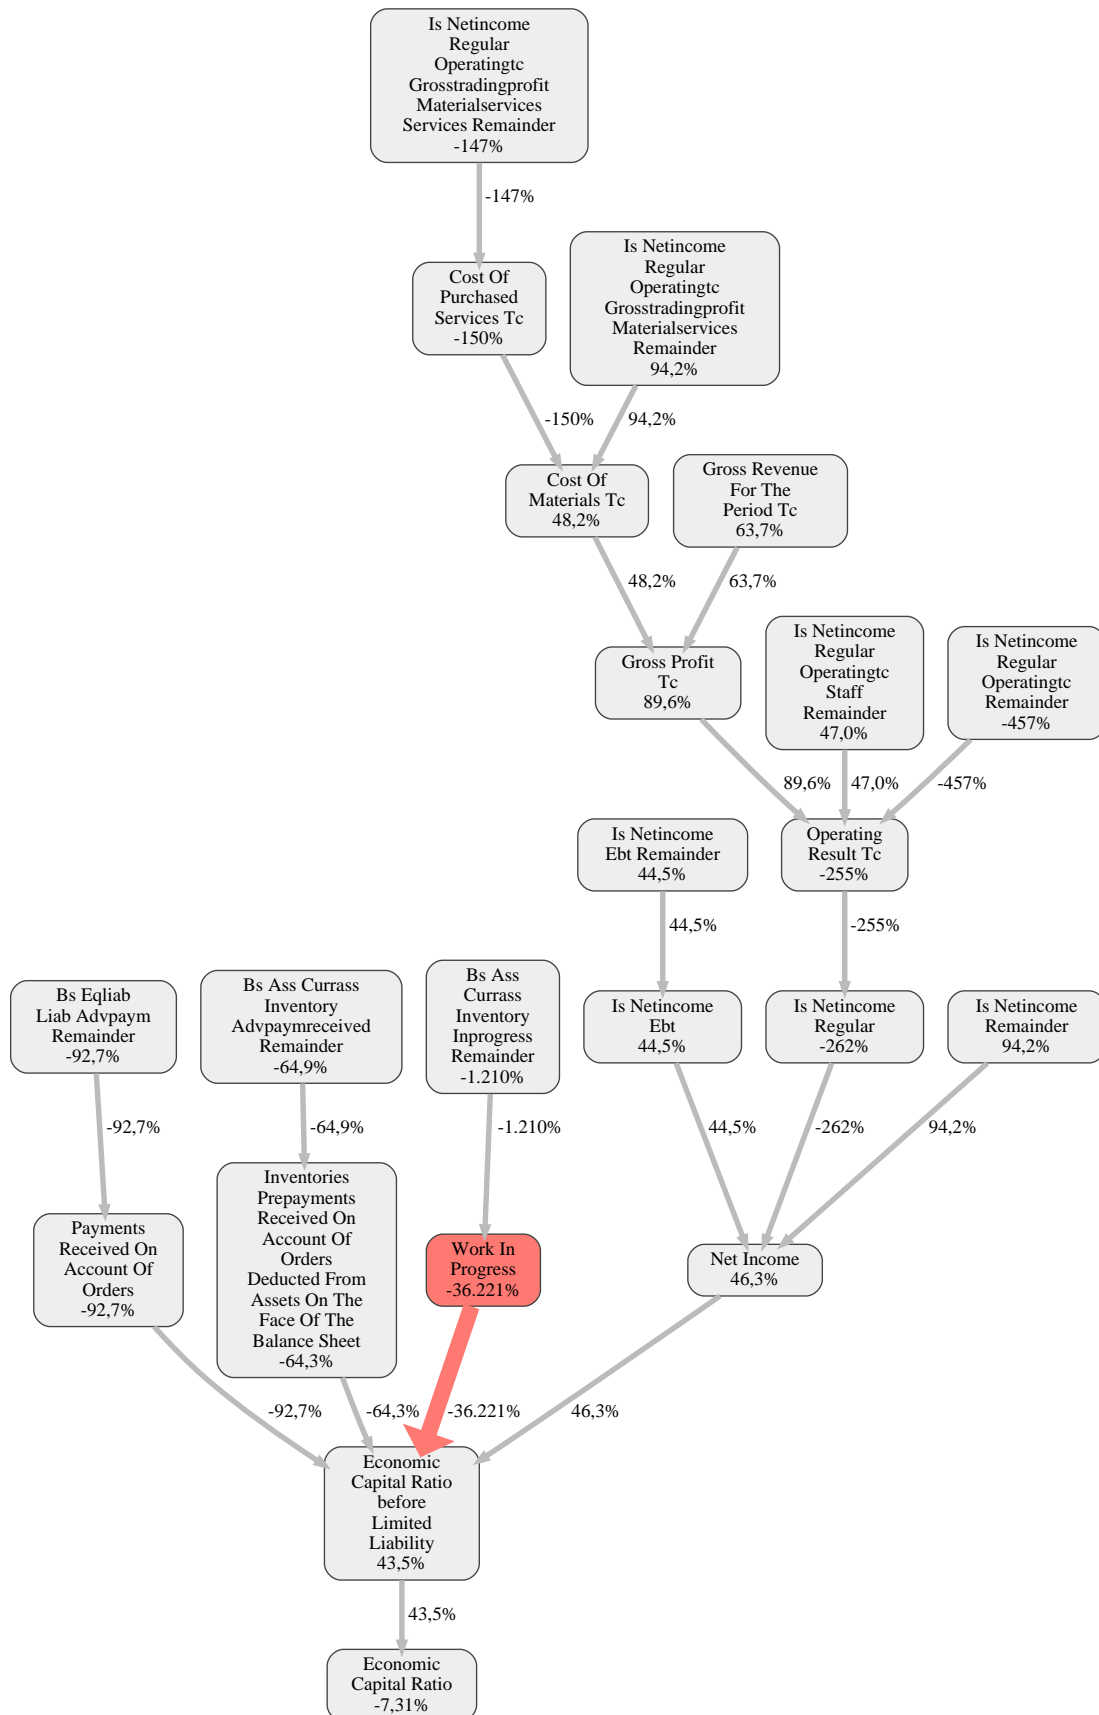 Is Netincome
Regular
Operatingtc
Grosstradingprofit
Materialservices
Services Remainder
-147%
-147%
Cost Of
Purchased
Services Tc
-150%
Is Netincome
Regular
Operatingtc
Grosstradingprofit
Materialservices
Remainder
94,2%
-150%
94,2%
Cost Of
Materials Tc
48,2%
Gross Revenue
For The
Period Tc
63,7%
48,2%
63,7%
Gross Profit
Tc
89,6%
Is Netincome
Regular
Operatingtc
Staff
Remainder
47,0%
Is Netincome
Regular
Operatingtc
Remainder
-457%
89,6%
47,0%
-457%
Is Netincome
Ebt Remainder
44,5%
Operating
Result Tc
-255%
44,5%
-255%
Bs Eqliab
Liab Advpaym
Remainder
-92,7%
Bs Ass Currass
Inventory
Advpaymreceived
Remainder
-64,9%
Bs Ass
Currass
Inventory
Inprogress
Remainder
-1.210%
Is Netincome
Ebt
44,5%
Is Netincome
Regular
-262%
Is Netincome
Remainder
94,2%
-92,7%
-64,9%
-1.210%
44,5%
-262%
94,2%
Payments
Received On
Account Of
Orders
-92,7%
Inventories
Prepayments
Received On
Account Of
Orders
Deducted From
Assets On The
Face Of The
Balance Sheet
-64,3%
Work In
Progress
-36.221%
Net Income
46,3%
-92,7%
-64,3%
-36.221%
46,3%
Economic
Capital Ratio
before
Limited
Liability
43,5%
43,5%
Economic
Capital Ratio
-7,31%